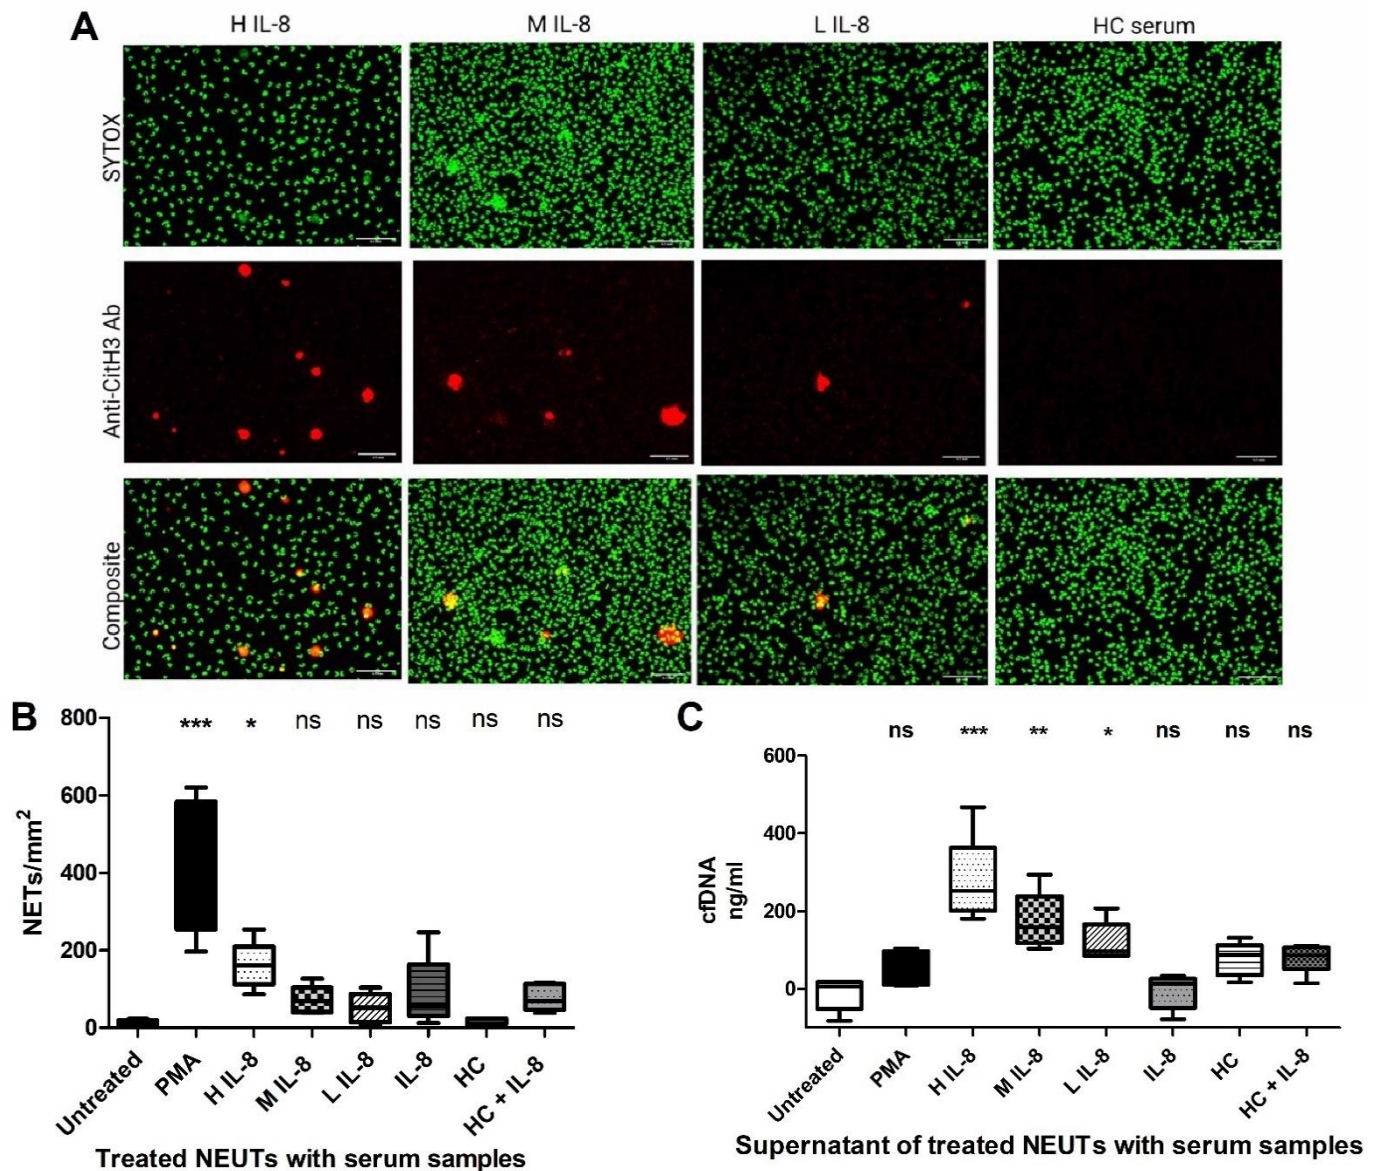 A
H IL-8 M IL-8 L IL-8 HC serum
SYTOX
Anti-CitH3 Ab
Composite
B
*** * ns ns ns ns ns
800
600
400
200
0
NETs/mm²
Untreated PMA H IL-8 M IL-8 L IL-8 IL-8 HC HC + IL-8
Treated NEUTs with serum samples
C
ns *** ** * ns ns ns
600
400
200
0
cfDNA
ng/ml
Untreated PMA H IL-8 M IL-8 L IL-8 IL-8 HC HC + IL-8
Supernatant of treated NEUTs with serum samples